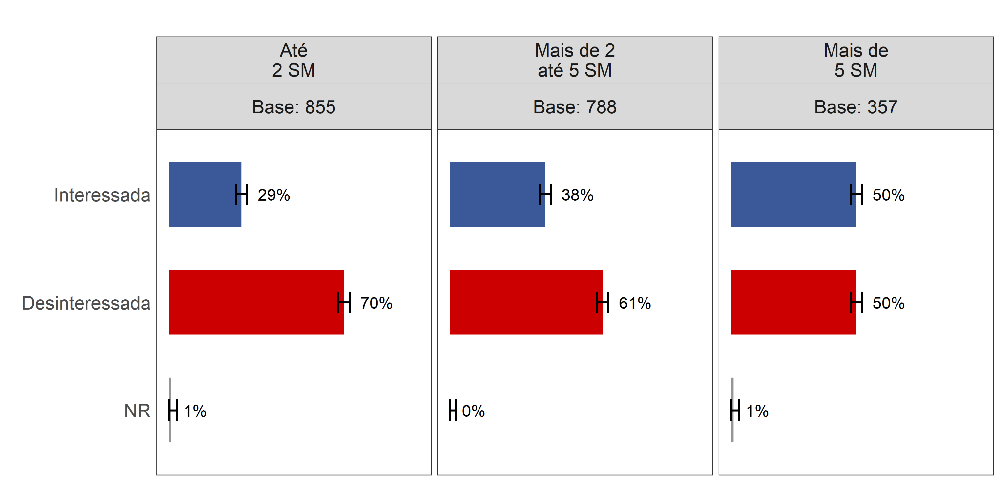 Até
2 SM
Mais de 2
até 5 SM
Mais de
5 SM
Base: 855
Base: 788
Base: 357
Interessada
29%
38%
50%
Desinteressada
70%
61%
50%
NR
1%
0%
1%